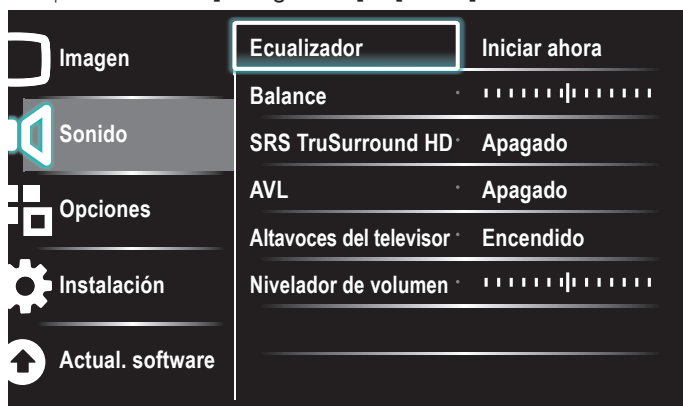 Imagen
Sonido
Opciones
Instalación
Actual. software
Ecualizador Iniciar ahora
Balance
SRS TruSurround HD Apagado
AVL Apagado
Altavoces del televisor Encendido
Nivelador de volumen